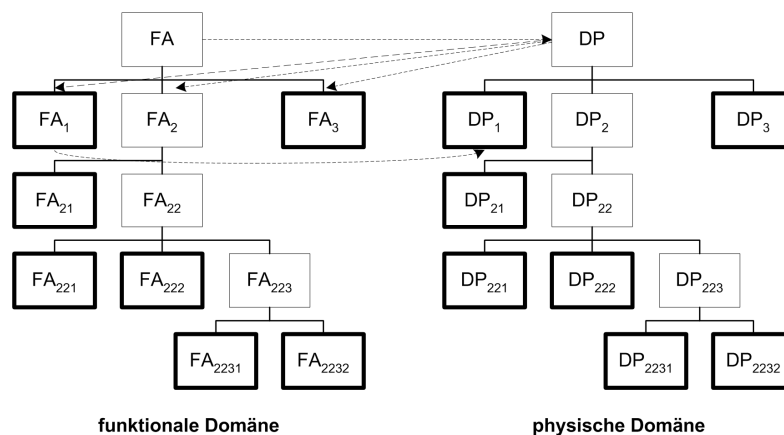 FA DP
FA₁ FA₂ FA₃ DP₁ DP₂ DP₃
FA₂₁ FA₂₂ DP₂₁ DP₂₂
FA₂₂₁ FA₂₂₂ FA₂₂₃ DP₂₂₁ DP₂₂₂ DP₂₂₃
FA₂₂₃₁ FA₂₂₃₂ DP₂₂₃₁ DP₂₂₃₂
funktionale Domäne physische Domäne